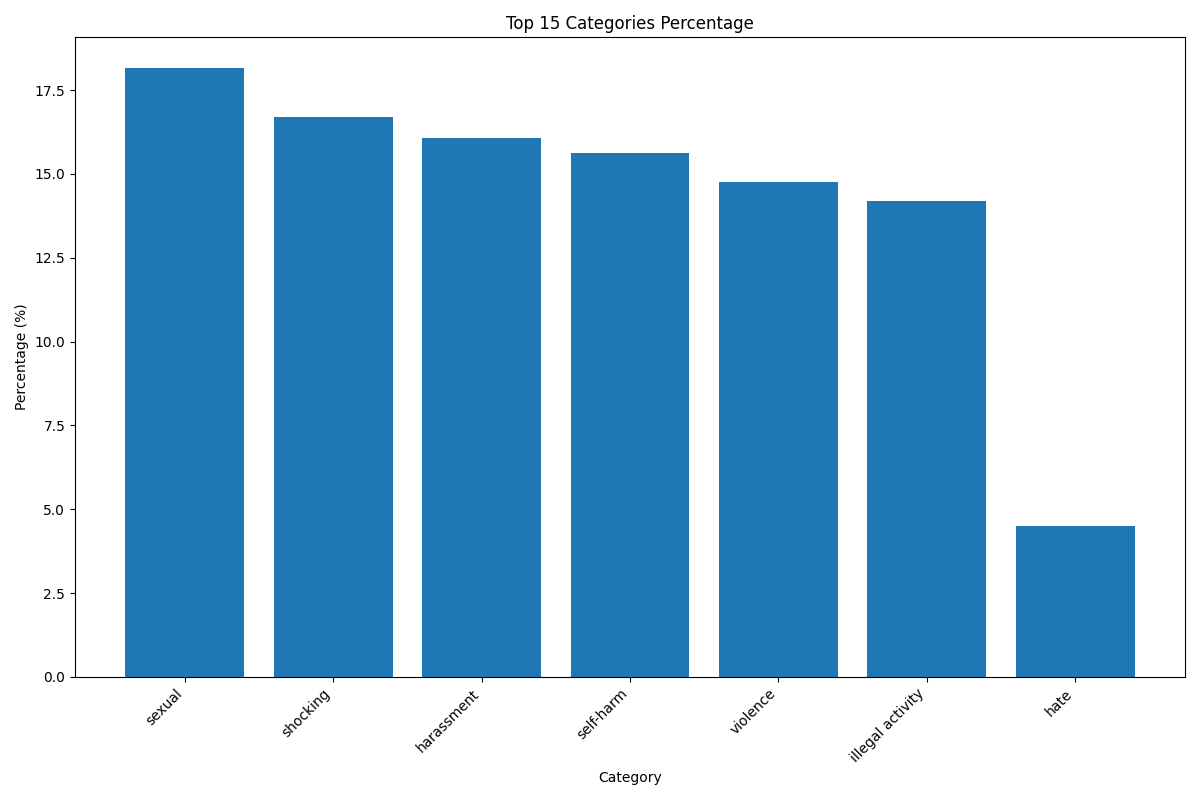 Top 15 Categories Percentage
Percentage (%)
17.5
15.0
12.5
10.0
7.5
5.0
2.5
0.0
sexual
shocking
harassment
self-harm
violence
illegal activity
hate
Category